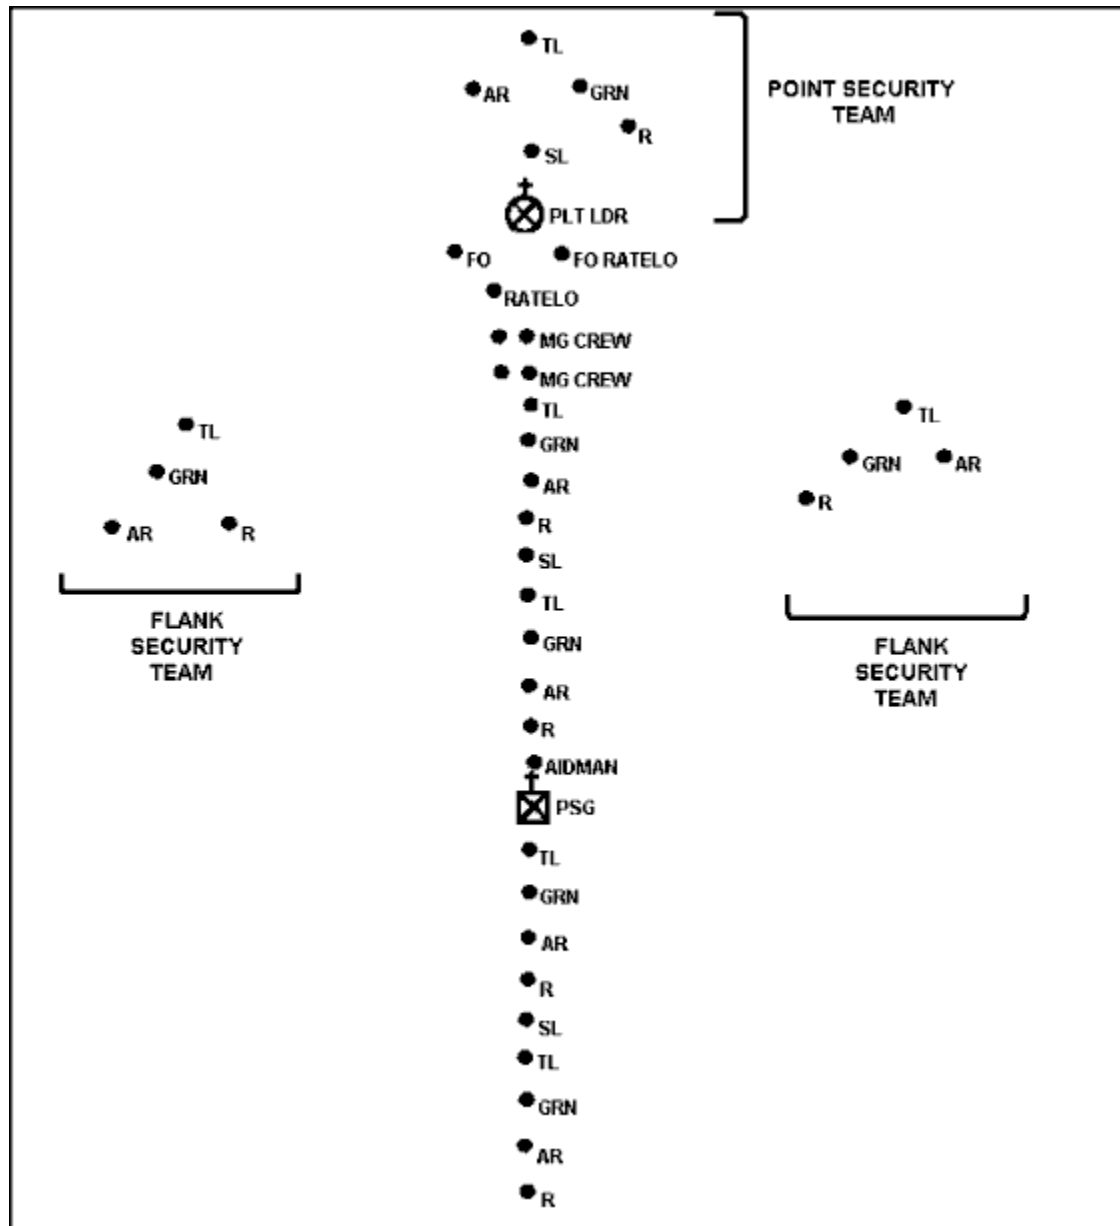 TL
AR
GRN
R
SL
POINT SECURITY
TEAM
PLT LDR
FO
FO RATELO
RATELO
MG CREW
MG CREW
TL
GRN
AR
R
SL
TL
GRN
AR
R
AIDMAN
PSG
TL
GRN
AR
R
SL
TL
GRN
AR
R
TL
GRN
AR
R
FLANK
SECURITY
TEAM
TL
GRN
AR
R
FLANK
SECURITY
TEAM